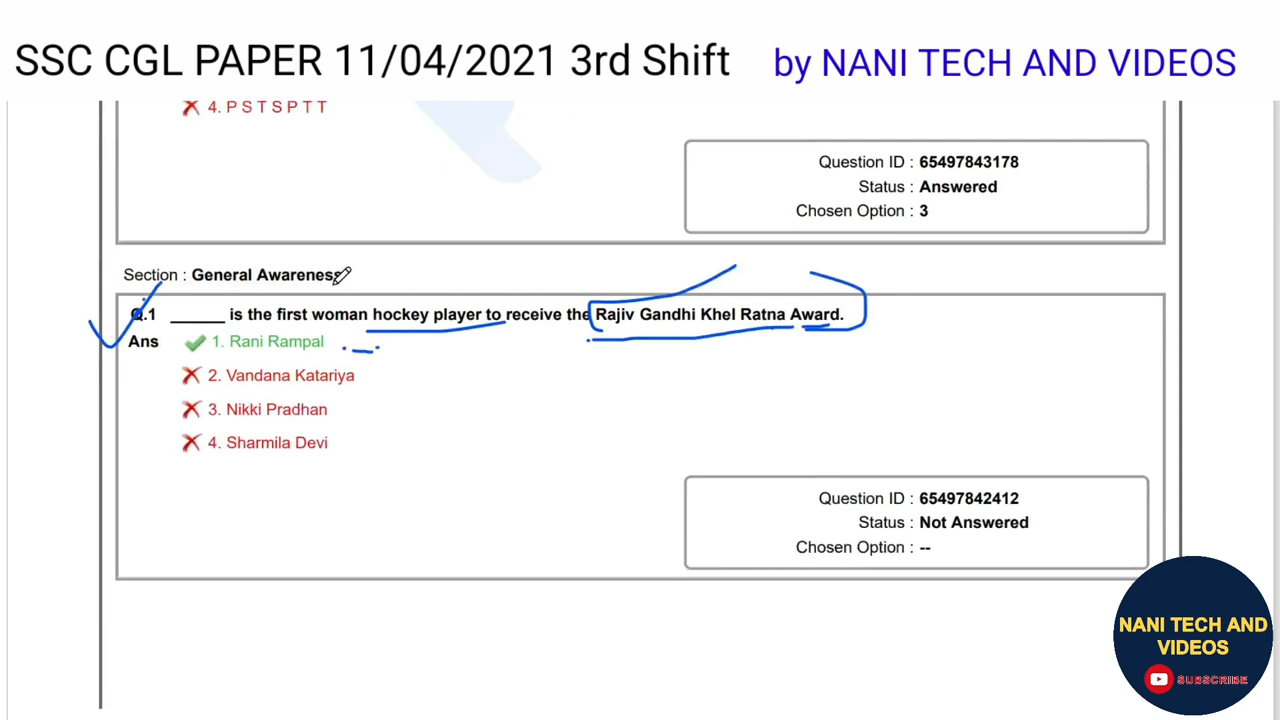 SSC CGL PAPER 11/04/2021 3rd Shift by NANI TECH AND VIDEOS
4. P S T S P T T
Question ID : 65497843178
Status : Answered
Chosen Option : 3
Section : General Awareness
Q.1 ______ is the first woman hockey player to receive the Rajiv Gandhi Khel Ratna Award.
Ans 1. Rani Rampal
2. Vandana Katariya
3. Nikki Pradhan
4. Sharmila Devi
Question ID : 65497842412
Status : Not Answered
Chosen Option : --
NANI TECH AND
VIDEOS
SUBSCRIBE